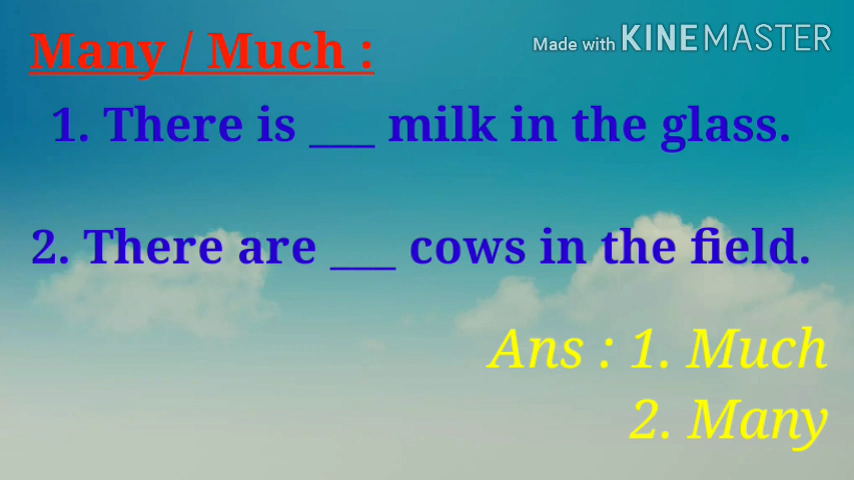 Many / Much :
Made with KINEMASTER
1. There is ___ milk in the glass.
2. There are ___ cows in the field.
Ans : 1. Much
2. Many